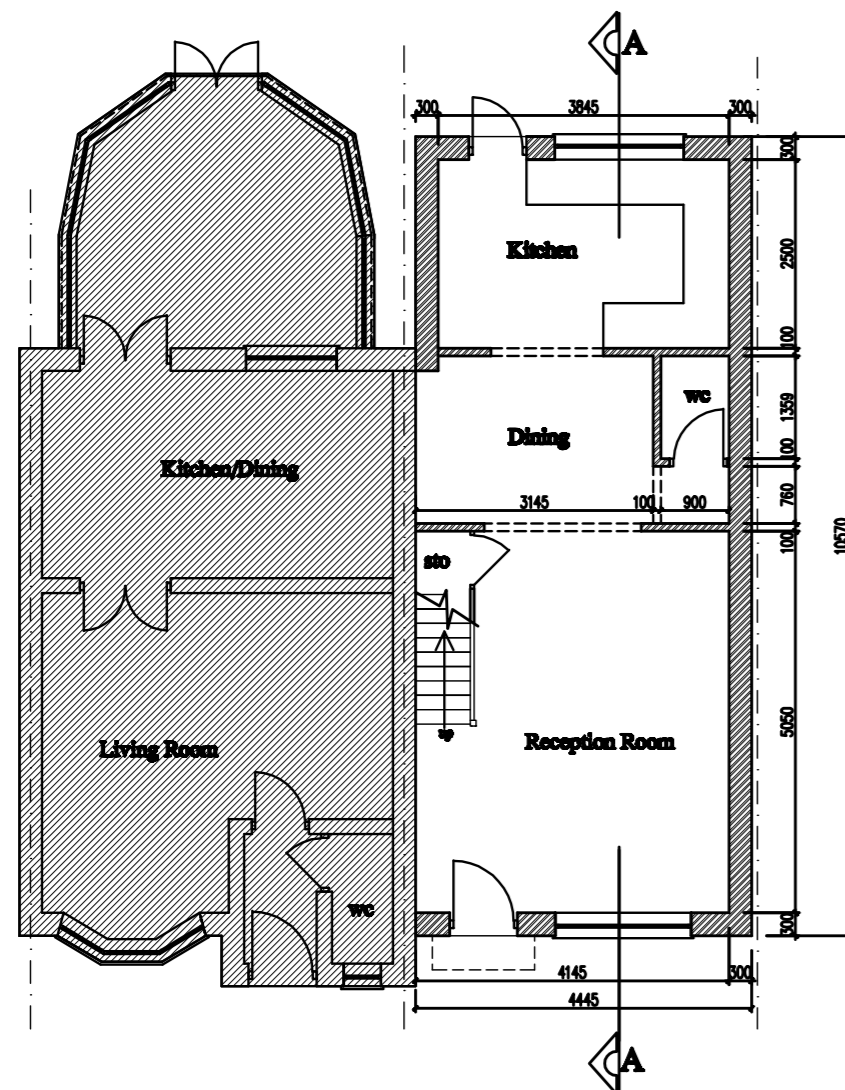 A
300 3845 300
300
Kitchen
2500
100
wc
1359
Dining
Kitchen/Dining
100
3145 100 900
760
100
10570
sto
up
Living Room
Reception Room
5050
wc
300
4145 300
4445
A